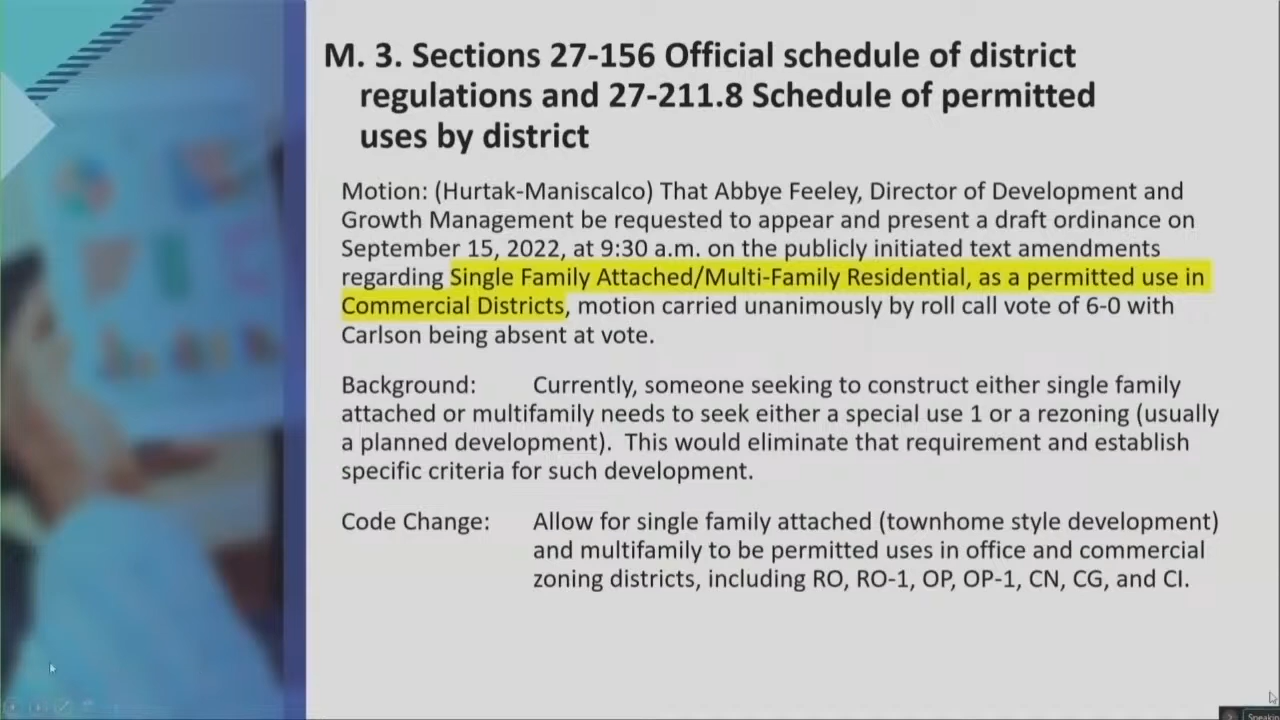 M. 3. Sections 27-156 Official schedule of district
regulations and 27-211.8 Schedule of permitted
uses by district
Motion: (Hurtak-Maniscalco) That Abbye Feeley, Director of Development and
Growth Management be requested to appear and present a draft ordinance on
September 15, 2022, at 9:30 a.m. on the publicly initiated text amendments
regarding Single Family Attached/Multi-Family Residential, as a permitted use in
Commercial Districts, motion carried unanimously by roll call vote of 6-0 with
Carlson being absent at vote.
Background: Currently, someone seeking to construct either single family
attached or multifamily needs to seek either a special use 1 or a rezoning (usually
a planned development). This would eliminate that requirement and establish
specific criteria for such development.
Code Change: Allow for single family attached (townhome style development)
and multifamily to be permitted uses in office and commercial
zoning districts, including RO, RO-1, OP, OP-1, CN, CG, and CI.